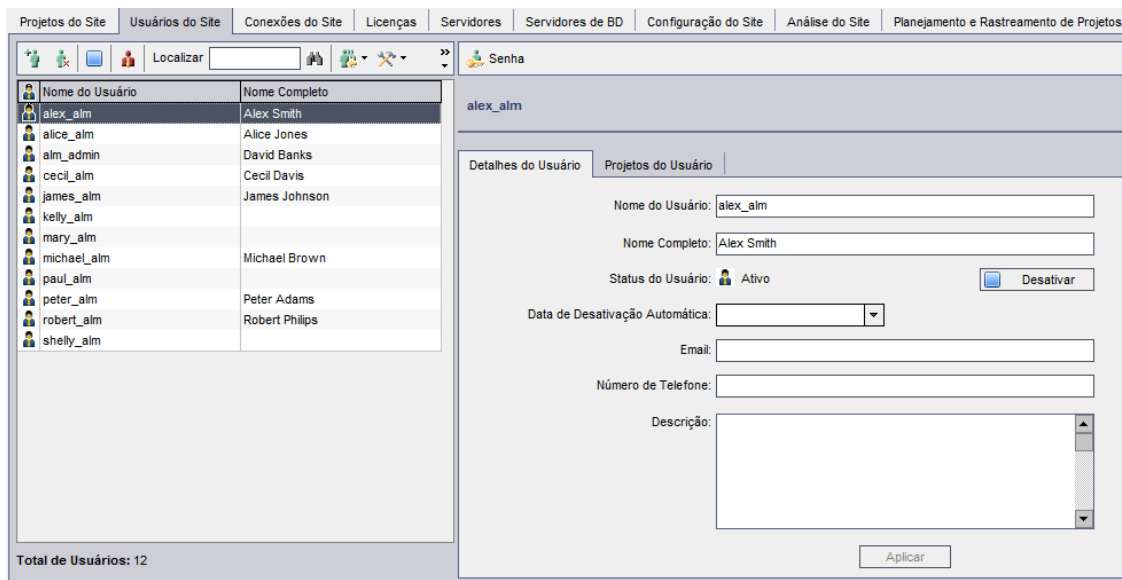 Projetos do Site Usuários do Site Conexões do Site Licenças Servidores Servidores de BD Configuração do Site Análise do Site Planejamento e Rastreamento de Projetos
Localizar
Senha
Nome do Usuário Nome Completo
alex_alm Alex Smith
alice_alm Alice Jones
alm_admin David Banks
cecil_alm Cecil Davis
james_alm James Johnson
kelly_alm
mary_alm
michael_alm Michael Brown
paul_alm
peter_alm Peter Adams
robert_alm Robert Philips
shelly_alm
Total de Usuários: 12
alex_alm
Detalhes do Usuário Projetos do Usuário
Nome do Usuário: alex_alm
Nome Completo: Alex Smith
Status do Usuário: Ativo Desativar
Data de Desativação Automática:
Email:
Número de Telefone:
Descrição:
Aplicar